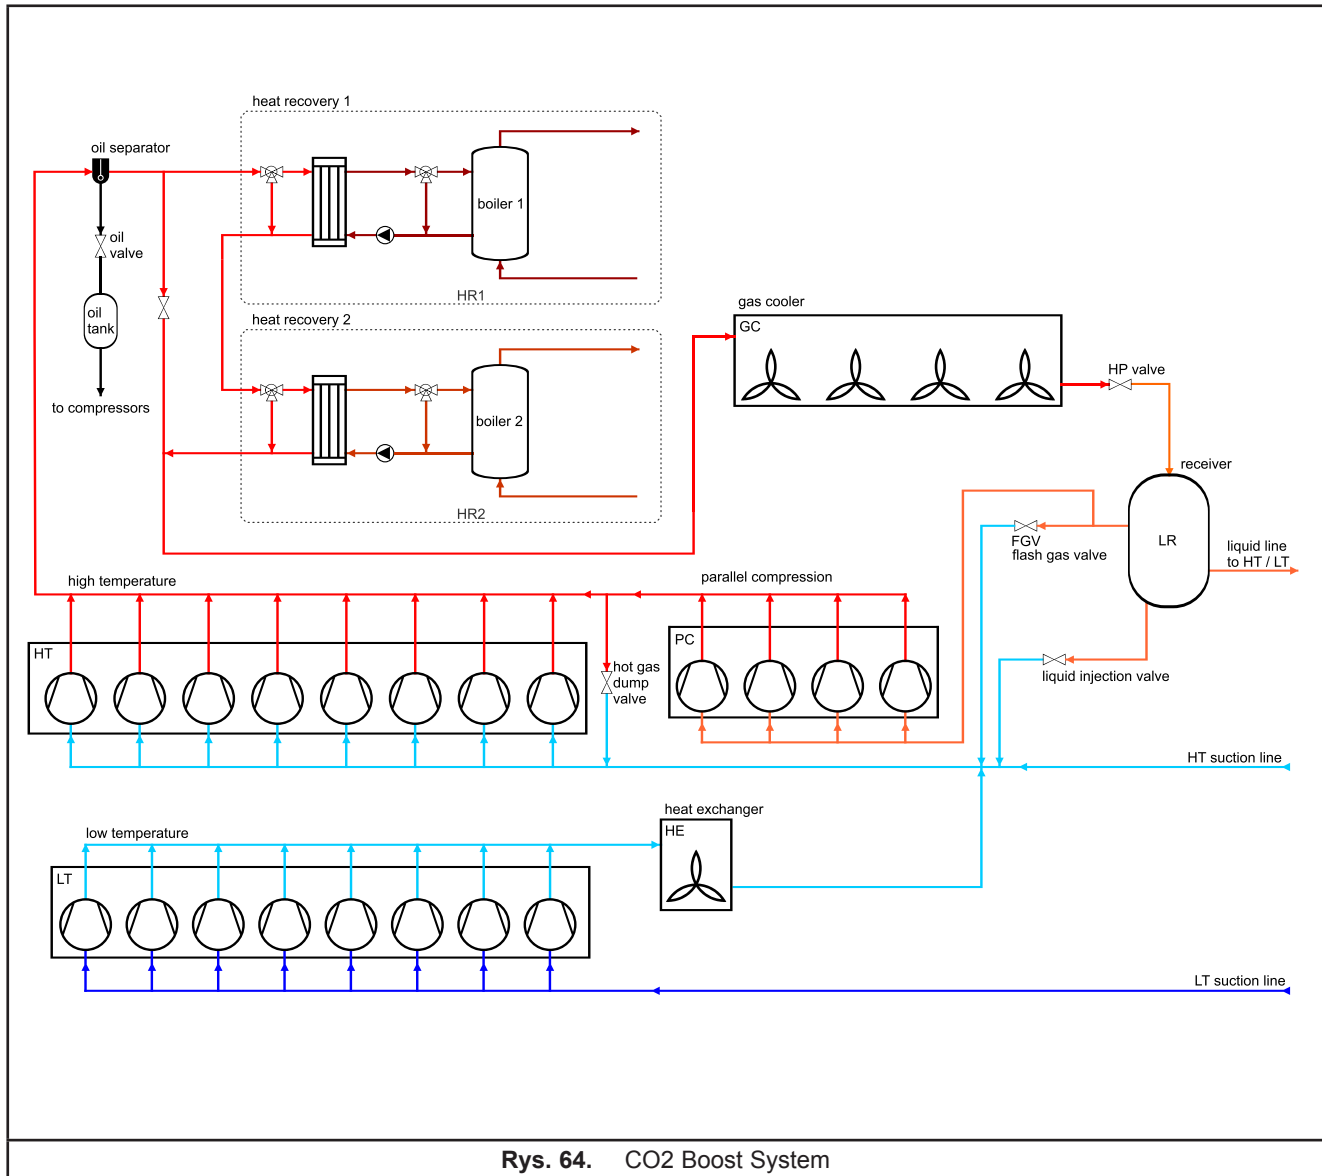 heat recovery 1
oil separator
boiler 1
oil
valve
HR1
oil
tank
to compressors
heat recovery 2
boiler 2
HR2
gas cooler
GC
HP valve
receiver
LR
FGV
flash gas valve
liquid line
to HT / LT
high temperature
parallel compression
HT
hot gas
dump
valve
PC
liquid injection valve
HT suction line
heat exchanger
HE
low temperature
LT
LT suction line
Rys. 64. CO2 Boost System